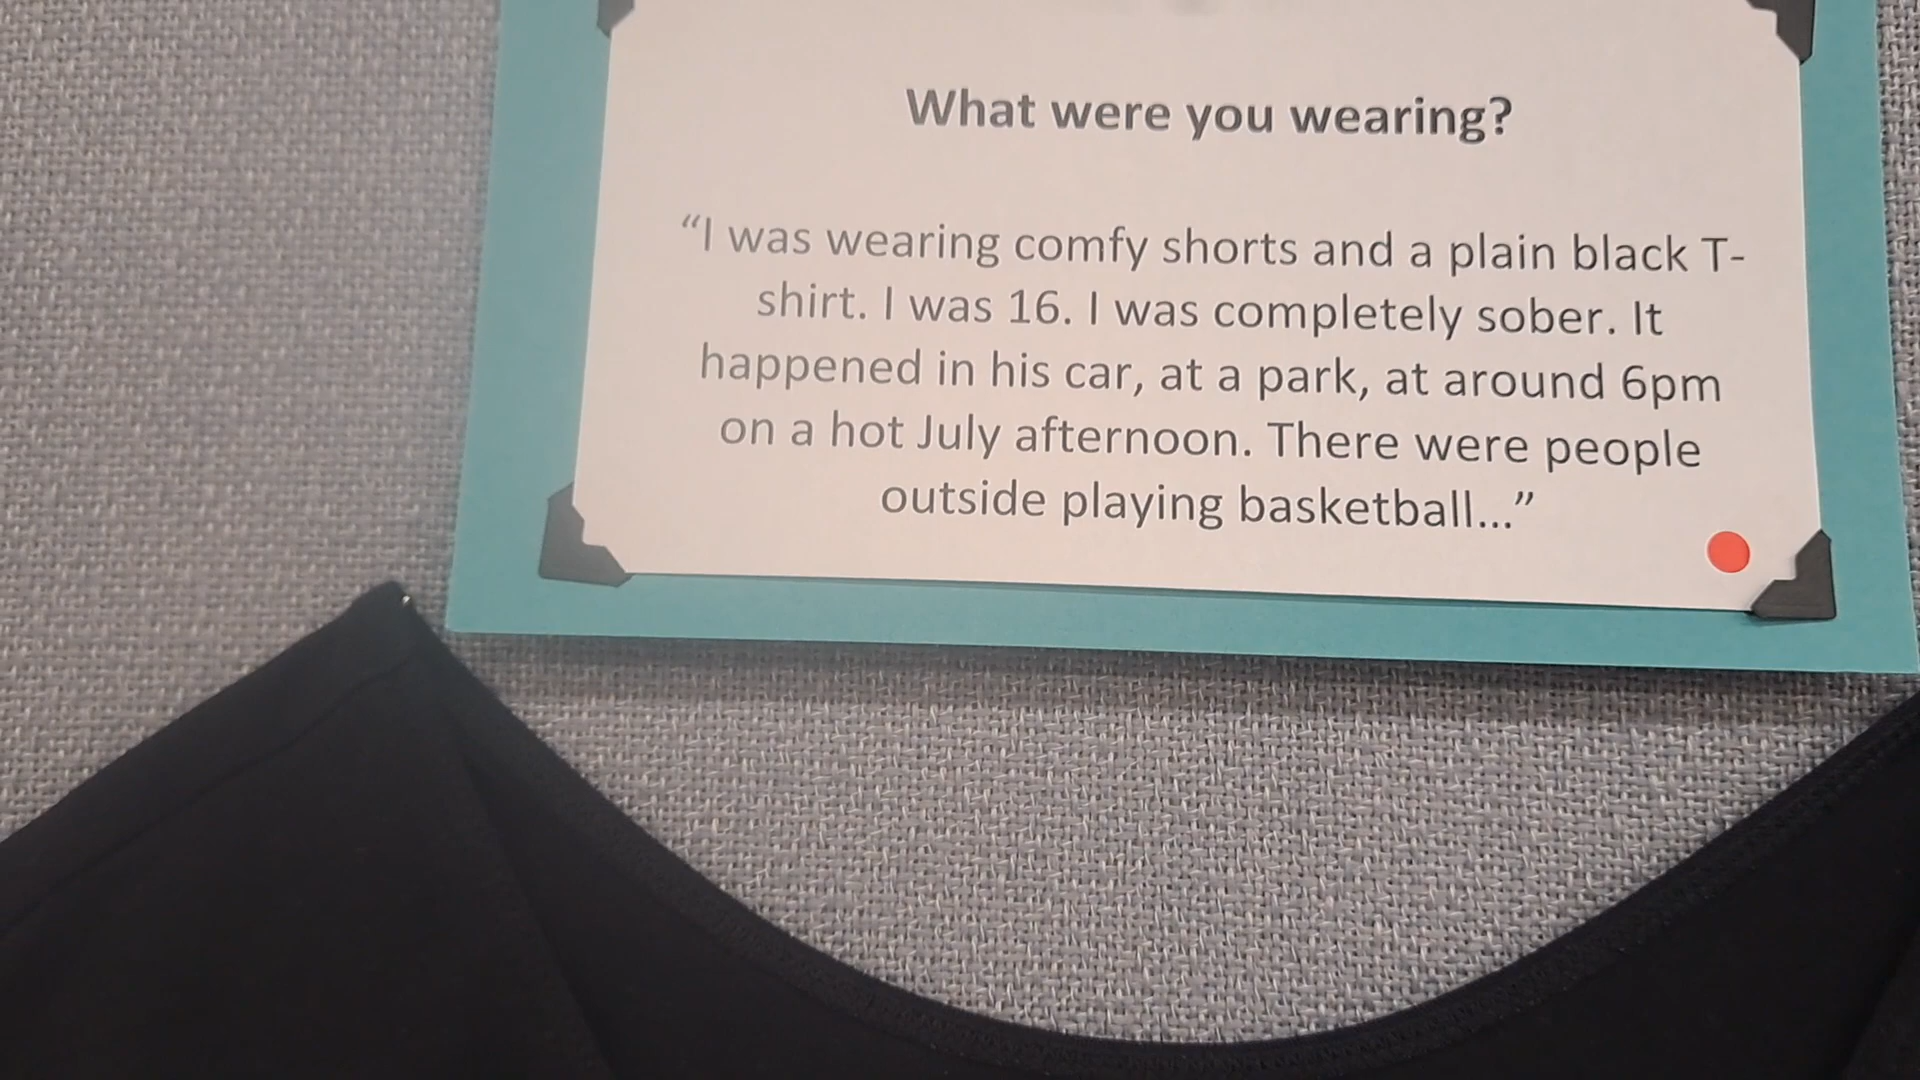 What were you wearing?
“I was wearing comfy shorts and a plain black T-
shirt. I was 16. I was completely sober. It
happened in his car, at a park, at around 6pm
on a hot July afternoon. There were people
outside playing basketball...”